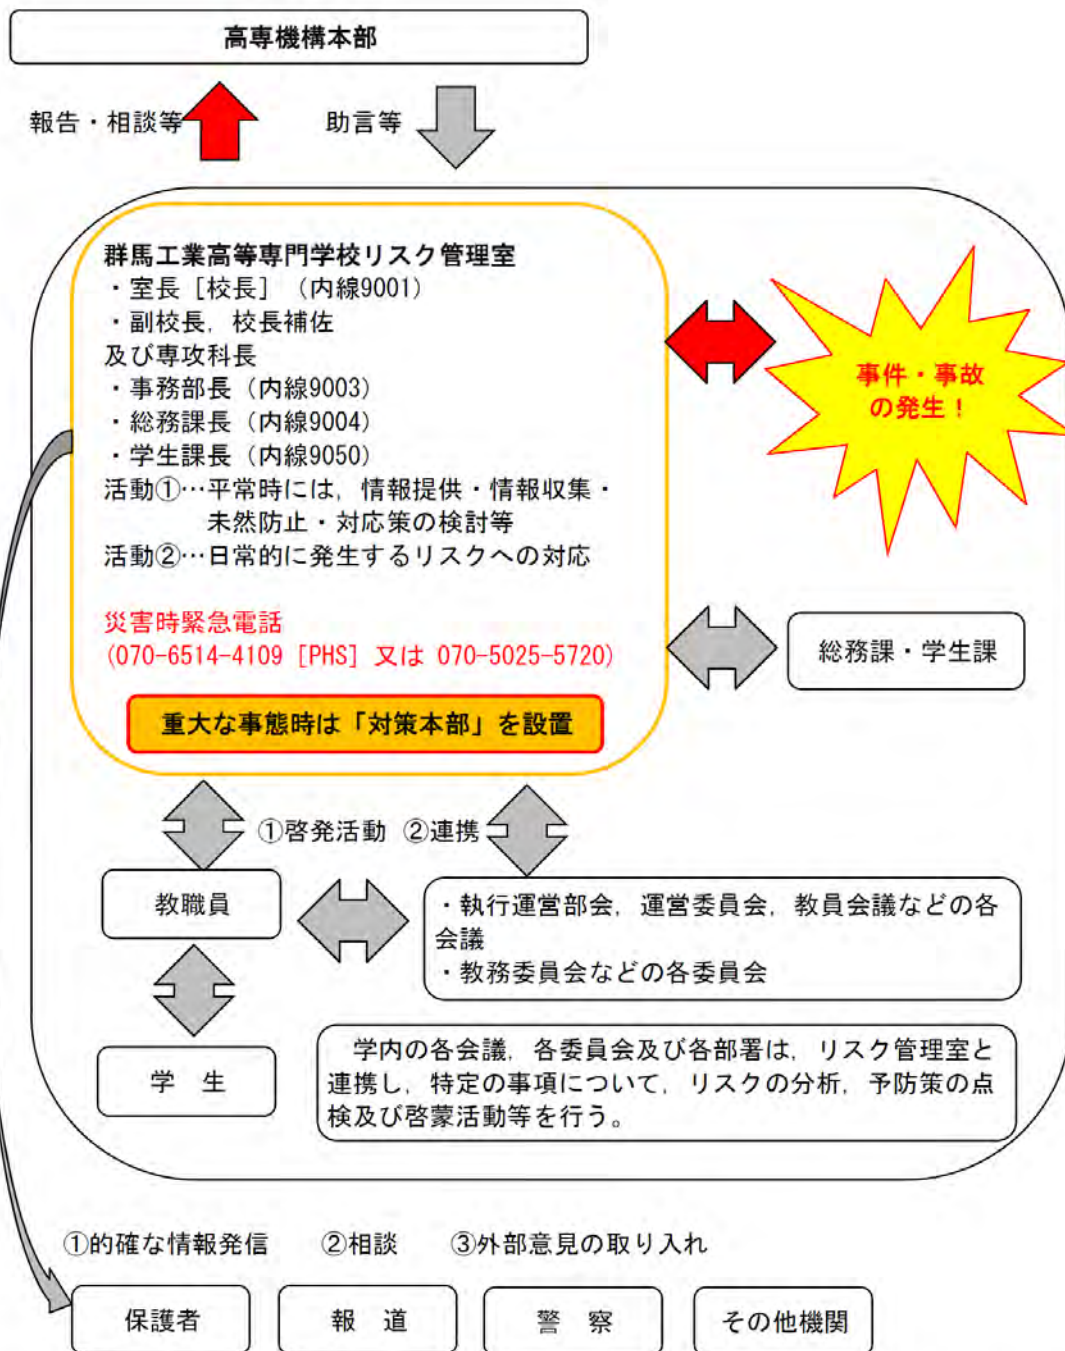 高専機構本部
報告・相談等
助言等
群馬工業高等専門学校リスク管理室
・室長［校長］（内線9001）
・副校長，校長補佐
及び専攻科長
・事務部長（内線9003）
・総務課長（内線9004）
・学生課長（内線9050）
活動①…平常時には，情報提供・情報収集・
未然防止・対応策の検討等
活動②…日常的に発生するリスクへの対応
災害時緊急電話
(070-6514-4109［PHS］又は 070-5025-5720)
重大な事態時は「対策本部」を設置
事件・事故
の発生！
総務課・学生課
①啓発活動 ②連携
教職員
・執行運営部会，運営委員会，教員会議などの各
会議
・教務委員会などの各委員会
学　生
学内の各会議，各委員会及び各部署は，リスク管理室と
連携し，特定の事項について，リスクの分析，予防策の点
検及び啓蒙活動等を行う。
①的確な情報発信　②相談　③外部意見の取り入れ
保護者
報　道
警　察
その他機関